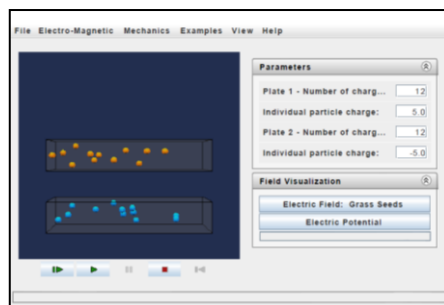 File Electro-Magnetic Mechanics Examples View Help
Parameters
Plate 1 - Number of charg... 12
Individual particle charge: 5.0
Plate 2 - Number of charg... 12
Individual particle charge: -5.0
Field Visualization
Electric Field: Grass Seeds
Electric Potential